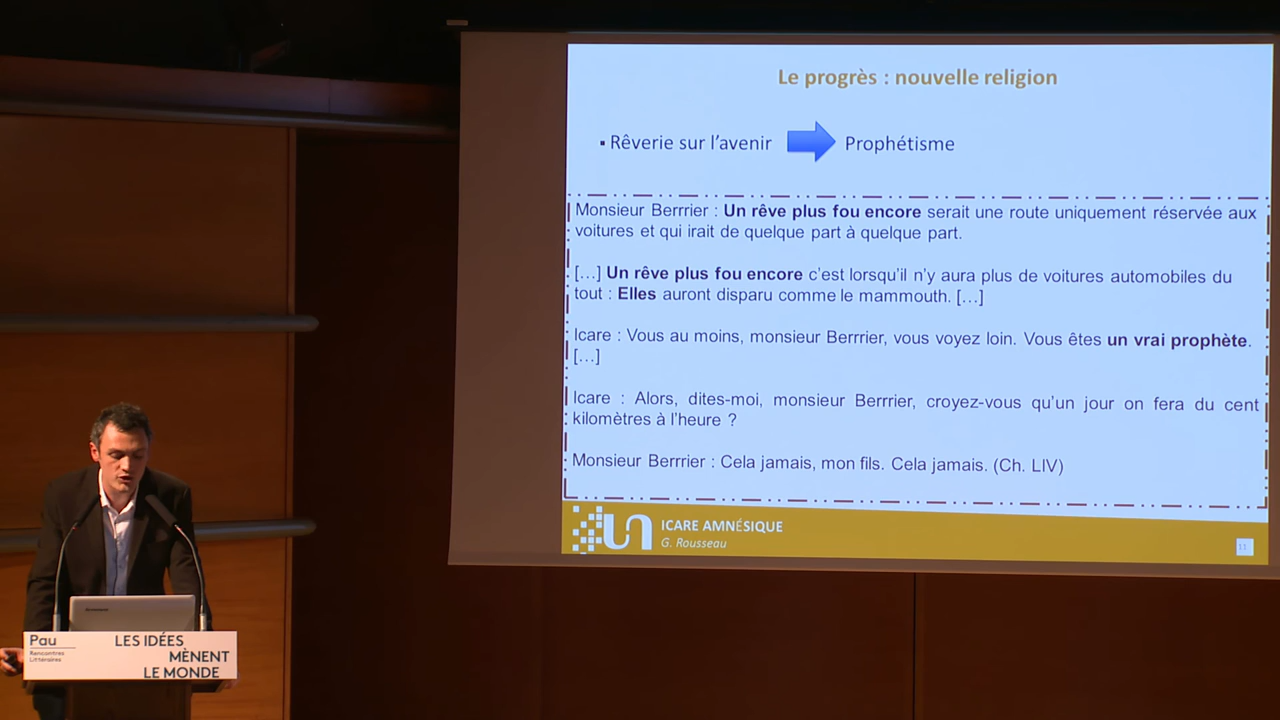 Le progrès : nouvelle religion
▪ Rêverie sur l'avenir Prophétisme
Monsieur Berrrier : Un rêve plus fou encore serait une route uniquement réservée aux
voitures et qui irait de quelque part à quelque part.
[…] Un rêve plus fou encore c'est lorsqu'il n'y aura plus de voitures automobiles du
tout : Elles auront disparu comme le mammouth. […]
Icare : Vous au moins, monsieur Berrrier, vous voyez loin. Vous êtes un vrai prophète.
[…]
Icare : Alors, dites-moi, monsieur Berrrier, croyez-vous qu'un jour on fera du cent
kilomètres à l'heure ?
Monsieur Berrrier : Cela jamais, mon fils. Cela jamais. (Ch. LIV)
UN
ICARE AMNÉSIQUE
G. Rousseau
11
Pau
Rencontres
Littéraires
LES IDÉES
MÈNENT
LE MONDE